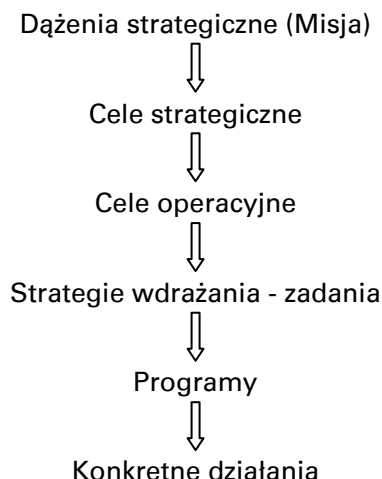 Dążenia strategiczne (Misja)
Cele strategiczne
Cele operacyjne
Strategie wdrażania - zadania
Programy
Konkretne działania